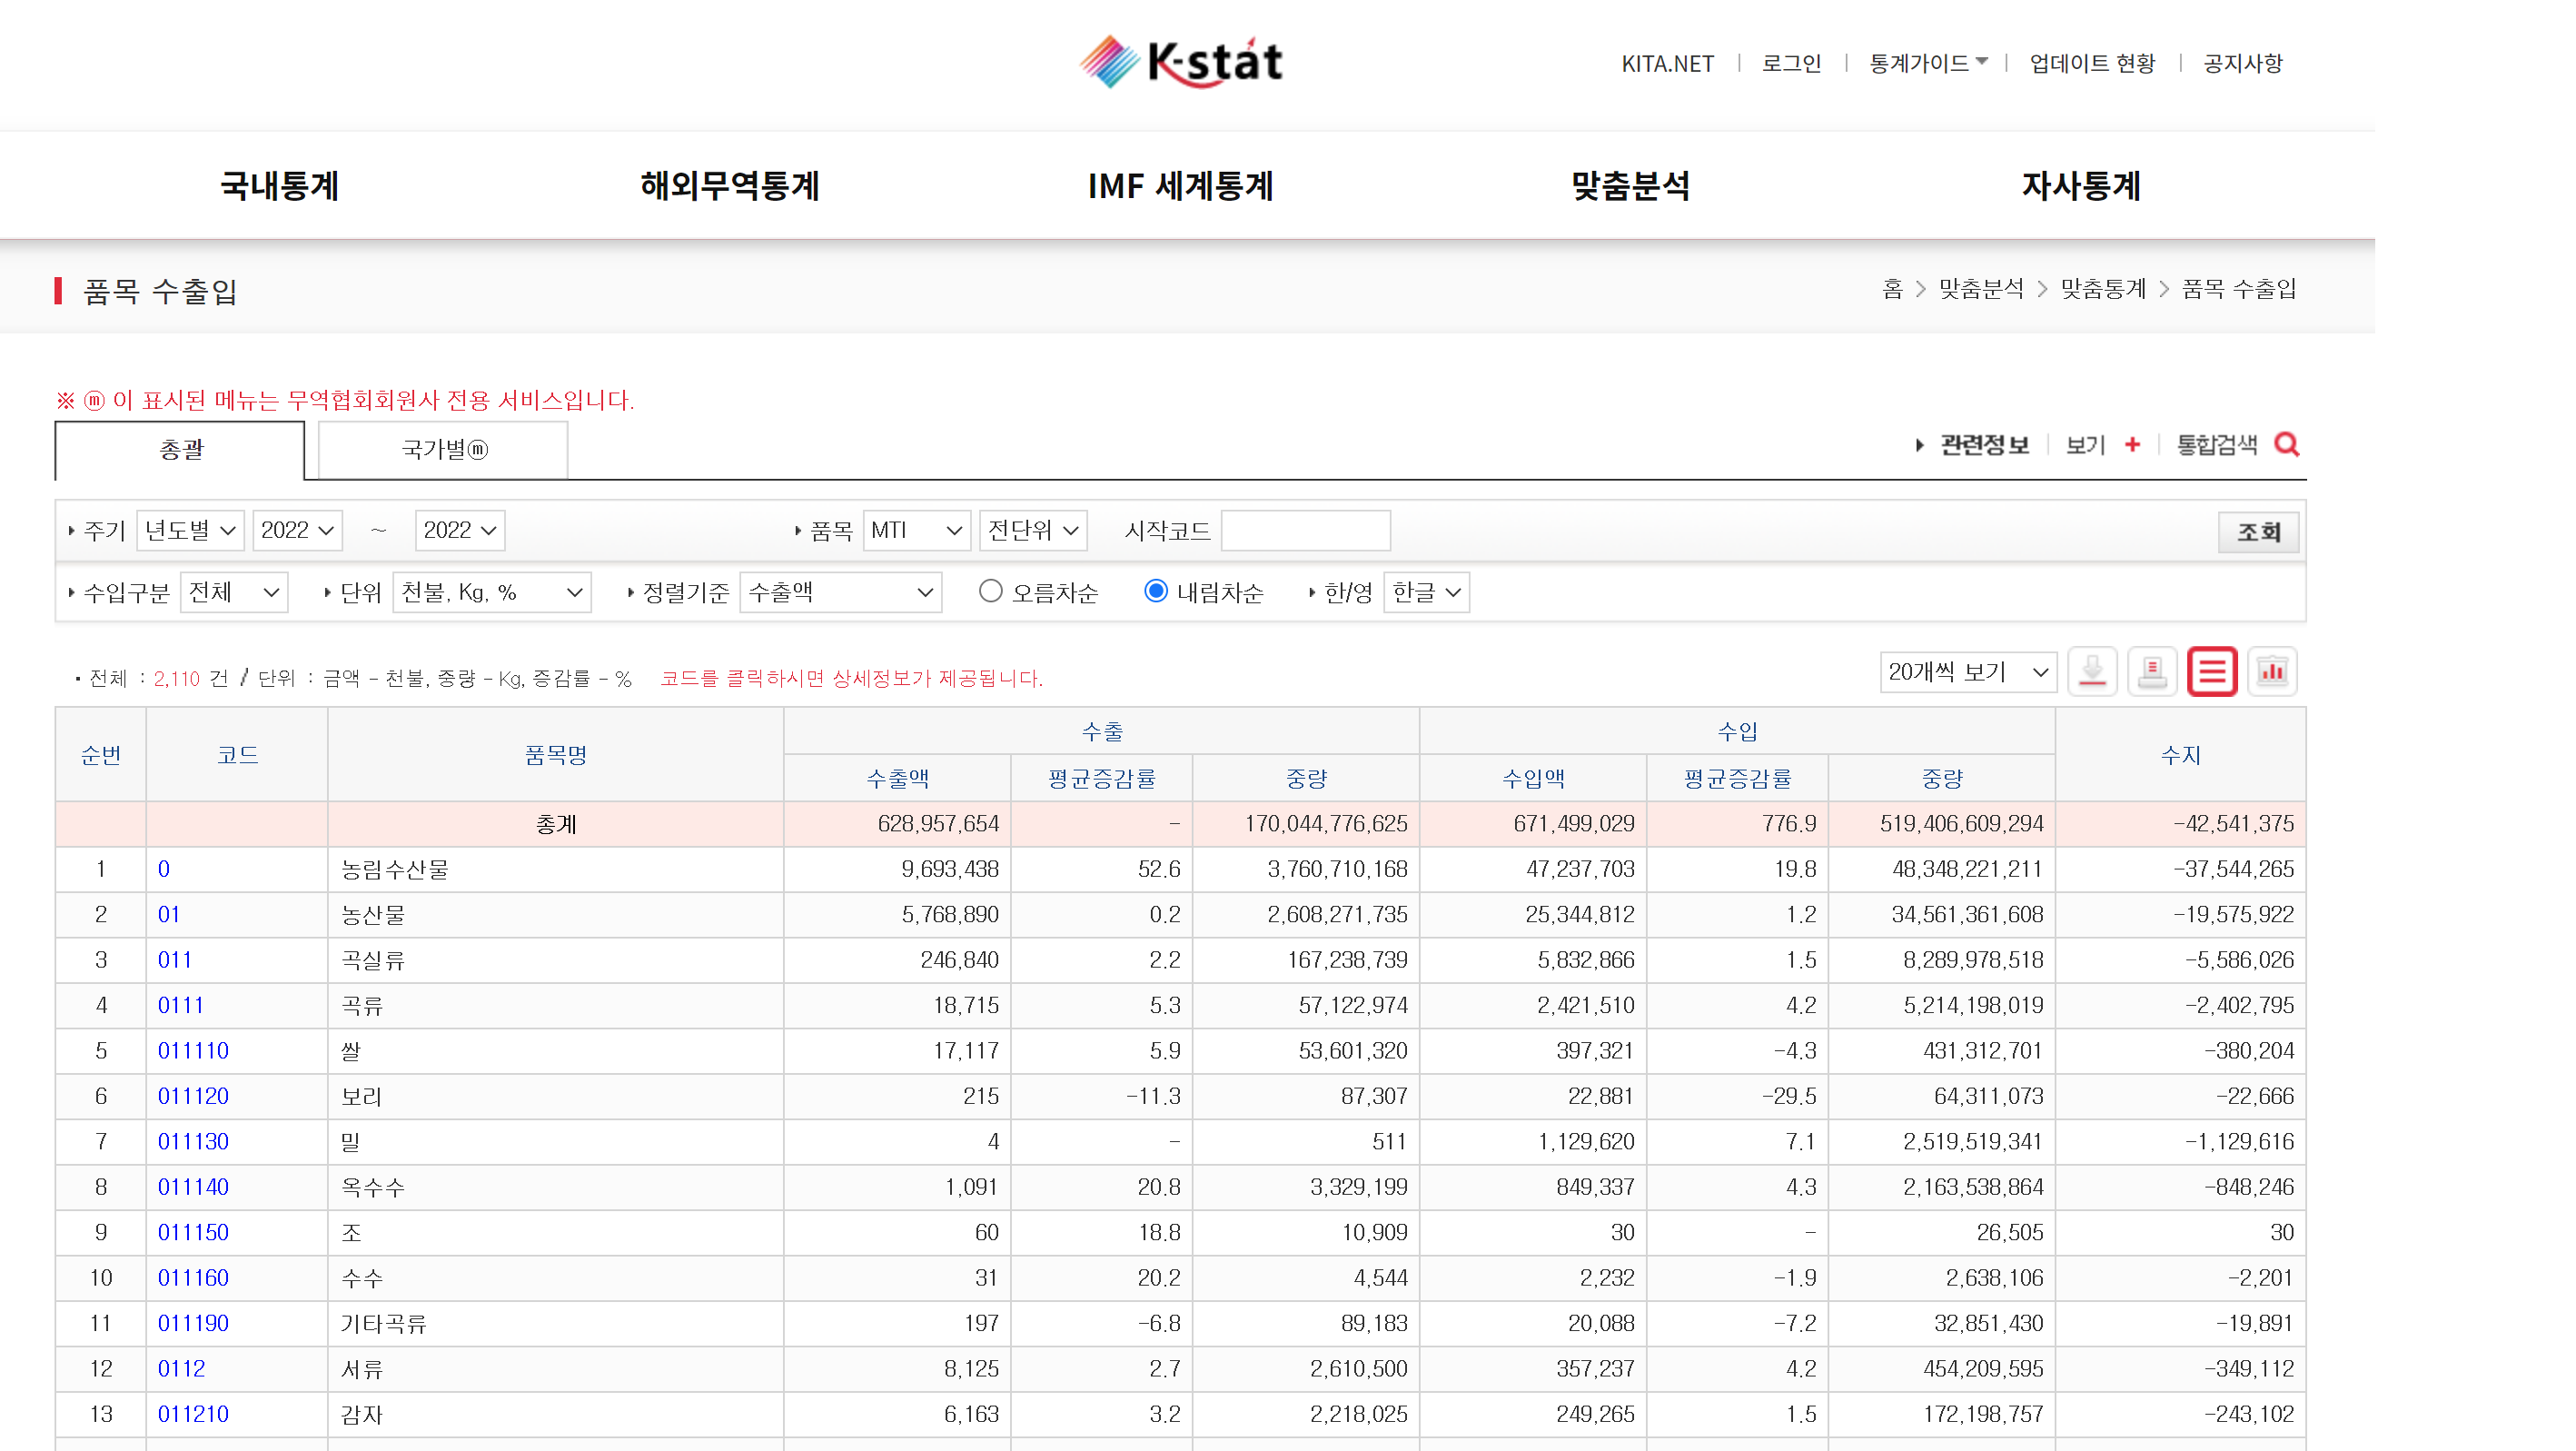 K-stat
KITA.NET | 로그인 | 통계가이드 | 업데이트 현황 | 공지사항
국내통계 해외무역통계 IMF 세계통계 맞춤분석 자사통계
품목 수출입
홈 > 맞춤분석 > 맞춤통계 > 품목 수출입
※ ⓜ 이 표시된 메뉴는 무역협회회원사 전용 서비스입니다.
총괄 국가별ⓜ 관련정보 | 보기 + | 통합검색
주기 년도별 2022 ~ 2022 품목 MTI 전단위 시작코드 조회
수입구분 전체 단위 천불, Kg, % 정렬기준 수출액 오름차순 내림차순 한/영 한글
• 전체 : 2,110 건 / 단위 : 금액 - 천불, 중량 - Kg, 증감률 - % 코드를 클릭하시면 상세정보가 제공됩니다. 20개씩 보기
순번 코드 품목명 수출 수입 수지
수출액 평균증감률 중량 수입액 평균증감률 중량
총계 628,957,654 - 170,044,776,625 671,499,029 776.9 519,406,609,294 -42,541,375
1 0 농림수산물 9,693,438 52.6 3,760,710,168 47,237,703 19.8 48,348,221,211 -37,544,265
2 01 농산물 5,768,890 0.2 2,608,271,735 25,344,812 1.2 34,561,361,608 -19,575,922
3 011 곡실류 246,840 2.2 167,238,739 5,832,866 1.5 8,289,978,518 -5,586,026
4 0111 곡류 18,715 5.3 57,122,974 2,421,510 4.2 5,214,198,019 -2,402,795
5 011110 쌀 17,117 5.9 53,601,320 397,321 -4.3 431,312,701 -380,204
6 011120 보리 215 -11.3 87,307 22,881 -29.5 64,311,073 -22,666
7 011130 밀 4 - 511 1,129,620 7.1 2,519,519,341 -1,129,616
8 011140 옥수수 1,091 20.8 3,329,199 849,337 4.3 2,163,538,864 -848,246
9 011150 조 60 18.8 10,909 30 - 26,505 30
10 011160 수수 31 20.2 4,544 2,232 -1.9 2,638,106 -2,201
11 011190 기타곡류 197 -6.8 89,183 20,088 -7.2 32,851,430 -19,891
12 0112 서류 8,125 2.7 2,610,500 357,237 4.2 454,209,595 -349,112
13 011210 감자 6,163 3.2 2,218,025 249,265 1.5 172,198,757 -243,102